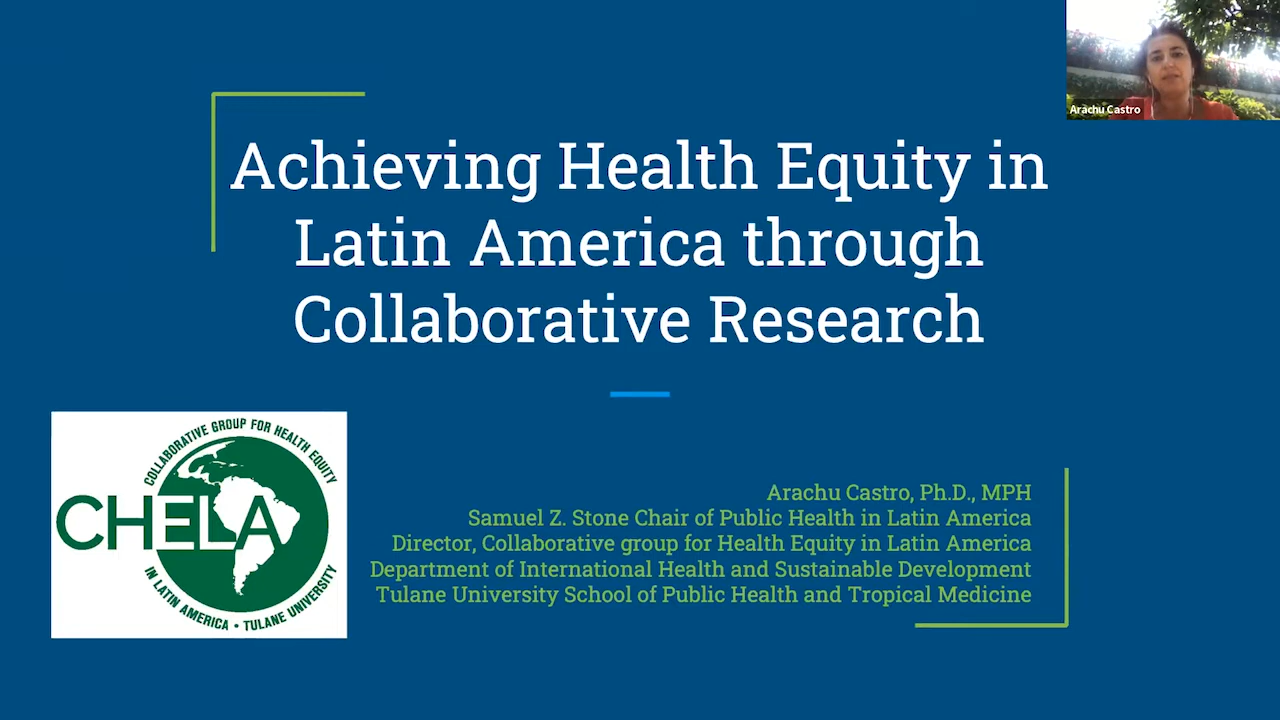 Arachu Castro
Achieving Health Equity in
Latin America through
Collaborative Research
COLLABORATIVE GROUP FOR HEALTH EQUITY
CHELA
IN LATIN AMERICA • TULANE UNIVERSITY
Arachu Castro, Ph.D., MPH
Samuel Z. Stone Chair of Public Health in Latin America
Director, Collaborative group for Health Equity in Latin America
Department of International Health and Sustainable Development
Tulane University School of Public Health and Tropical Medicine